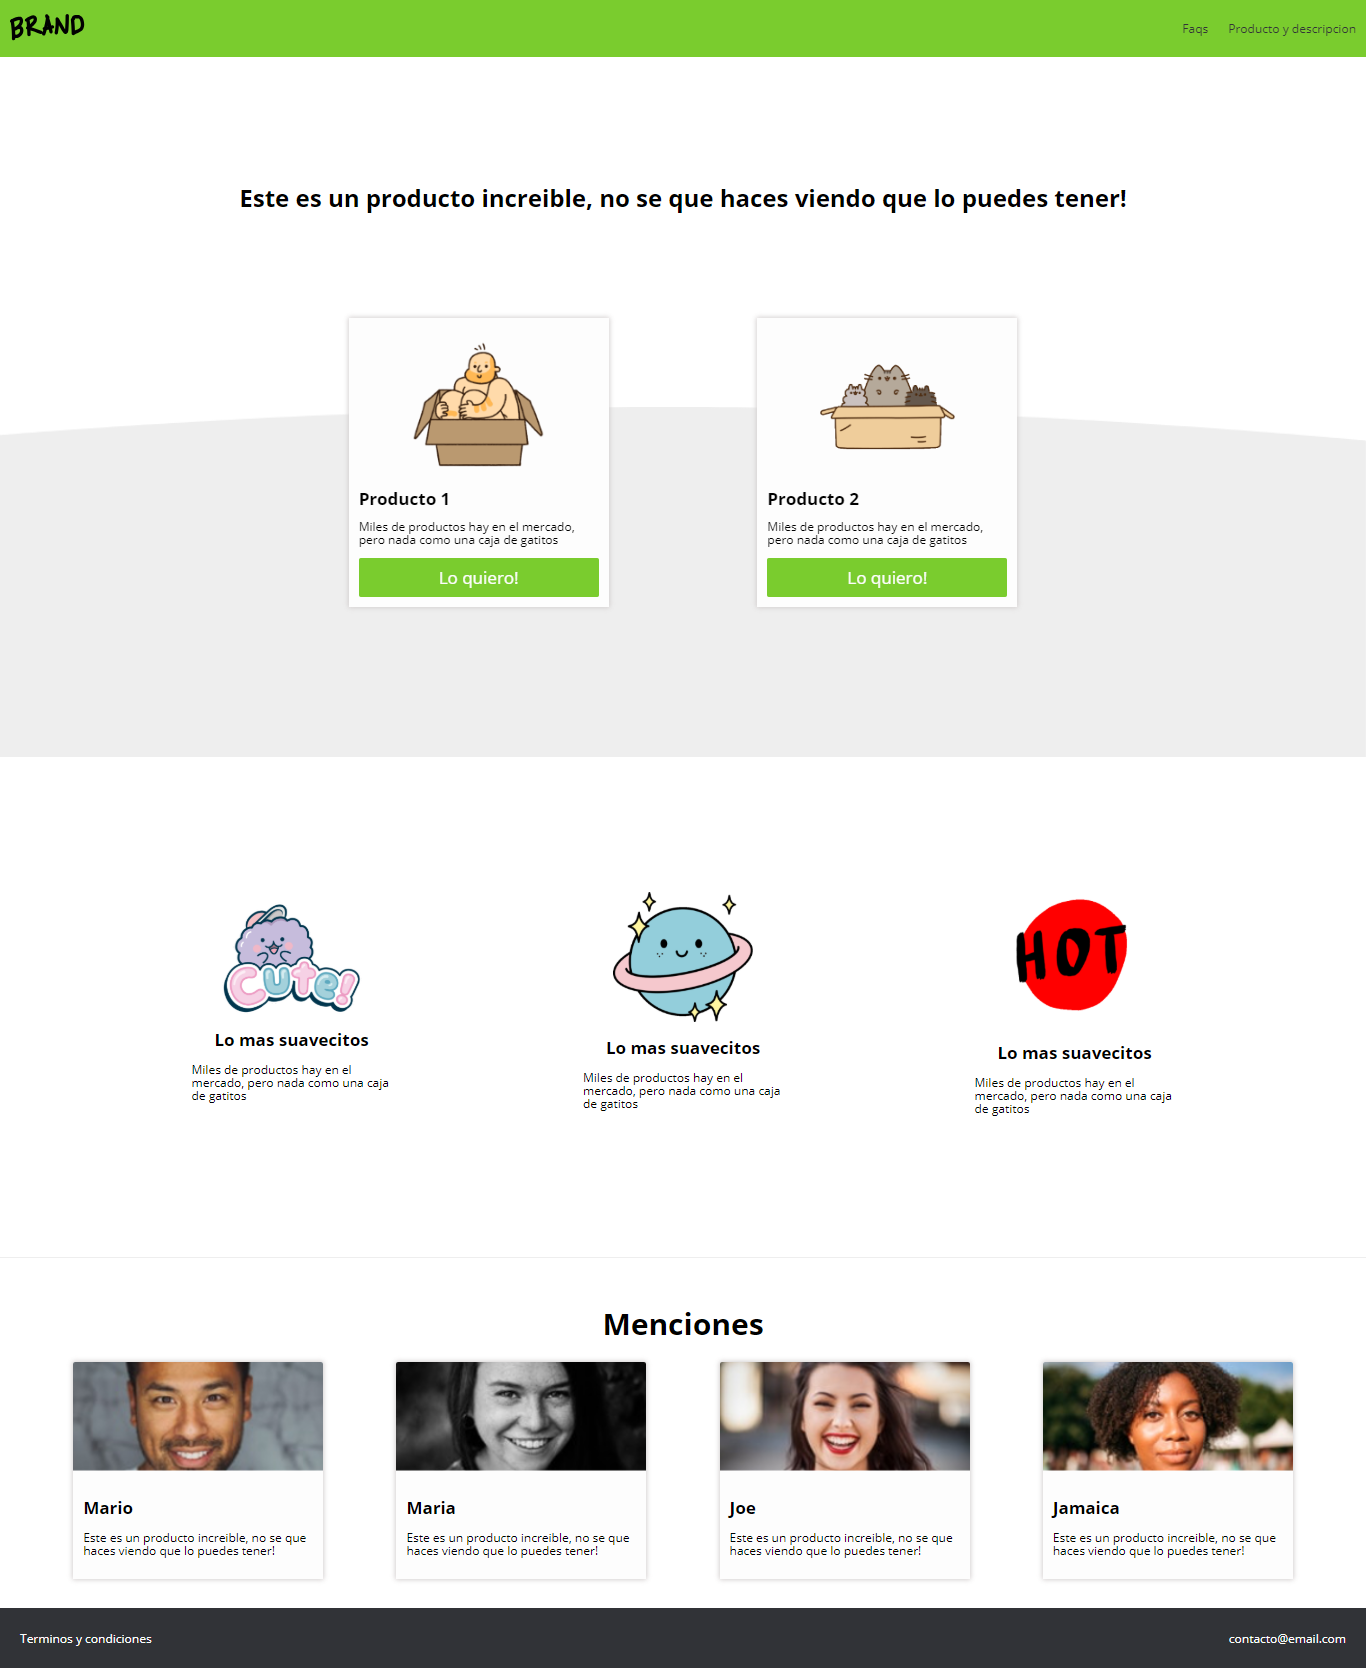 BRAND
Faqs
Producto y descripcion
Este es un producto increible, no se que haces viendo que lo puedes tener!
Producto 1
Miles de productos hay en el mercado,
pero nada como una caja de gatitos
Lo quiero!
Producto 2
Miles de productos hay en el mercado,
pero nada como una caja de gatitos
Lo quiero!
Cute!
Lo mas suavecitos
Miles de productos hay en el
mercado, pero nada como una caja
de gatitos
Lo mas suavecitos
Miles de productos hay en el
mercado, pero nada como una caja
de gatitos
HOT
Lo mas suavecitos
Miles de productos hay en el
mercado, pero nada como una caja
de gatitos
Menciones
Mario
Este es un producto increible, no se que
haces viendo que lo puedes tener!
Maria
Este es un producto increible, no se que
haces viendo que lo puedes tener!
Joe
Este es un producto increible, no se que
haces viendo que lo puedes tener!
Jamaica
Este es un producto increible, no se que
haces viendo que lo puedes tener!
Terminos y condiciones
contacto@email.com